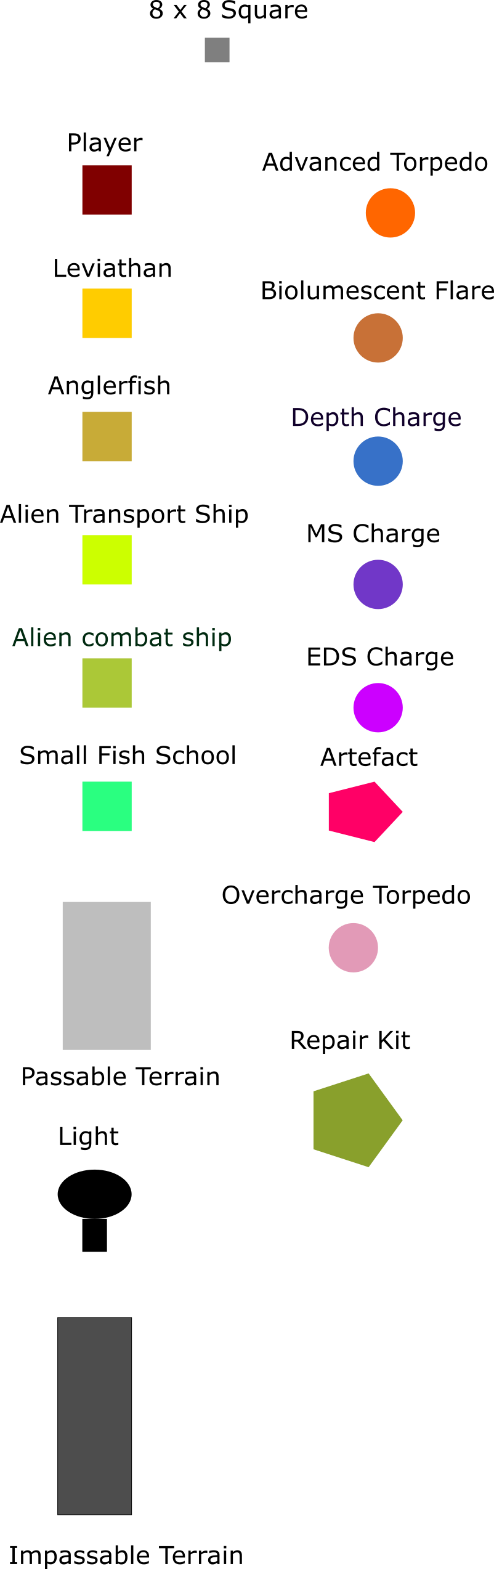 8 x 8 Square
Player
Advanced Torpedo
Leviathan
Biolumescent Flare
Anglerfish
Depth Charge
Alien Transport Ship
MS Charge
Alien combat ship
EDS Charge
Small Fish School
Artefact
Overcharge Torpedo
Repair Kit
Passable Terrain
Light
Impassable Terrain